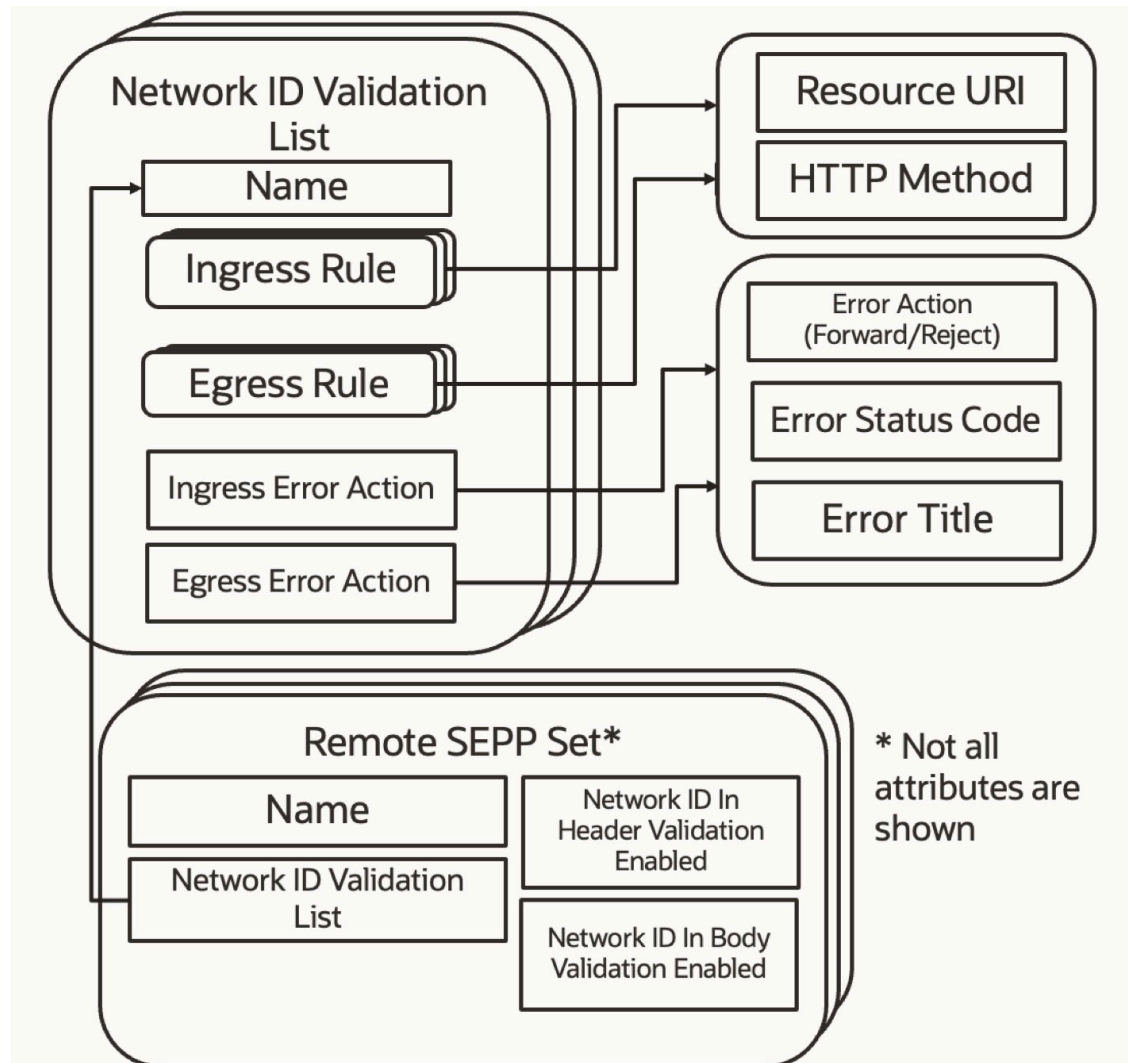 Network ID Validation
List
Name
Ingress Rule
Egress Rule
Ingress Error Action
Egress Error Action
Resource URI
HTTP Method
Error Action
(Forward/Reject)
Error Status Code
Error Title
Remote SEPP Set*
Name
Network ID Validation
List
Network ID In
Header Validation
Enabled
Network ID In Body
Validation Enabled
* Not all
attributes are
shown